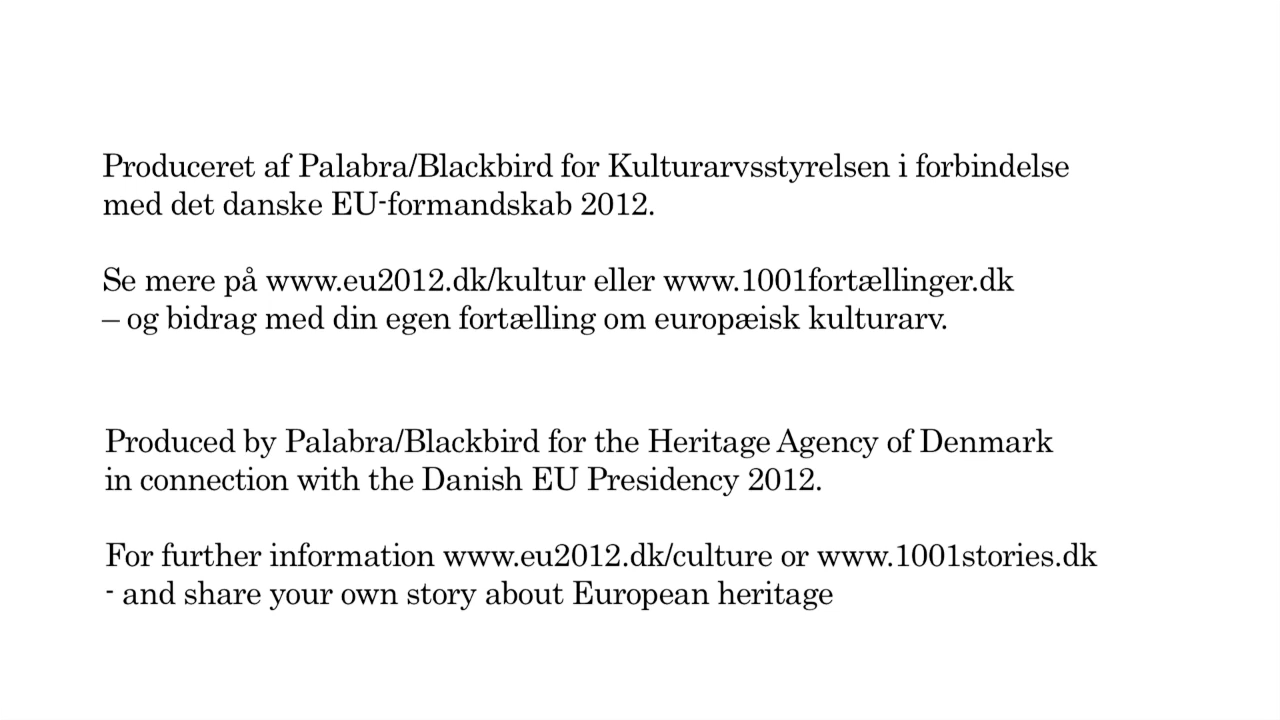 Produceret af Palabra/Blackbird for Kulturarvsstyrelsen i forbindelse
med det danske EU-formandskab 2012.
Se mere på www.eu2012.dk/kultur eller www.1001fortællinger.dk
– og bidrag med din egen fortælling om europæisk kulturarv.
Produced by Palabra/Blackbird for the Heritage Agency of Denmark
in connection with the Danish EU Presidency 2012.
For further information www.eu2012.dk/culture or www.1001stories.dk
- and share your own story about European heritage